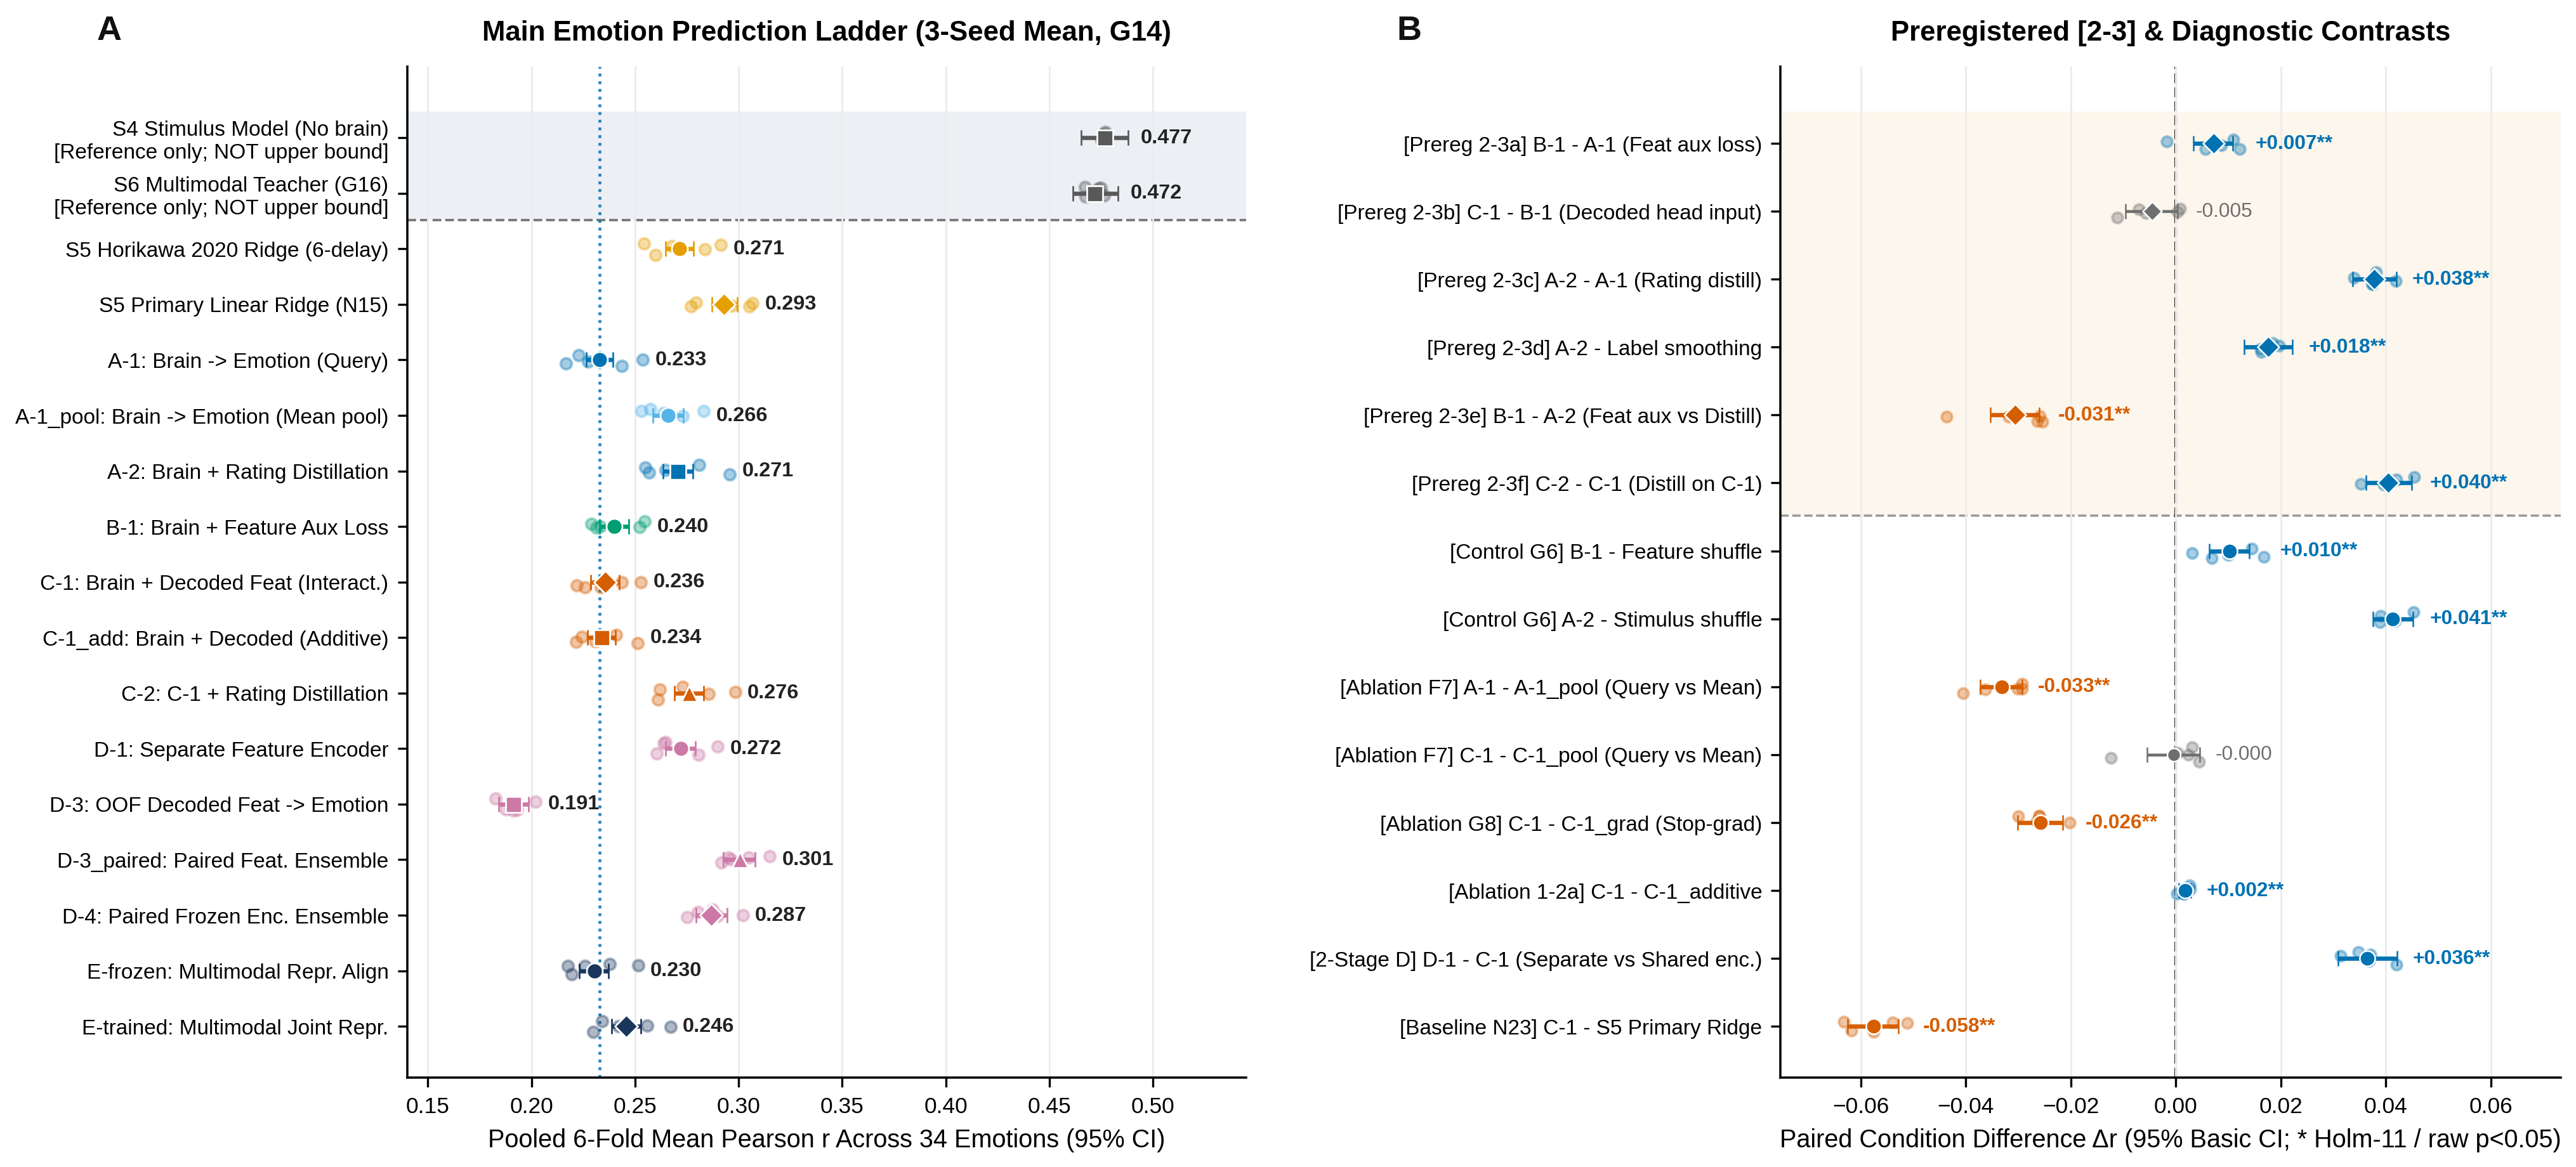 A
Main Emotion Prediction Ladder (3-Seed Mean, G14)
S4 Stimulus Model (No brain)
[Reference only; NOT upper bound]
0.477
S6 Multimodal Teacher (G16)
[Reference only; NOT upper bound]
0.472
S5 Horikawa 2020 Ridge (6-delay)
0.271
S5 Primary Linear Ridge (N15)
0.293
A-1: Brain -> Emotion (Query)
0.233
A-1_pool: Brain -> Emotion (Mean pool)
0.266
A-2: Brain + Rating Distillation
0.271
B-1: Brain + Feature Aux Loss
0.240
C-1: Brain + Decoded Feat (Interact.)
0.236
C-1_add: Brain + Decoded (Additive)
0.234
C-2: C-1 + Rating Distillation
0.276
D-1: Separate Feature Encoder
0.272
D-3: OOF Decoded Feat -> Emotion
0.191
D-3_paired: Paired Feat. Ensemble
0.301
D-4: Paired Frozen Enc. Ensemble
0.287
E-frozen: Multimodal Repr. Align
0.230
E-trained: Multimodal Joint Repr.
0.246
0.15 0.20 0.25 0.30 0.35 0.40 0.45 0.50
Pooled 6-Fold Mean Pearson r Across 34 Emotions (95% CI)
B
Preregistered [2-3] & Diagnostic Contrasts
[Prereg 2-3a] B-1 - A-1 (Feat aux loss)
+0.007**
[Prereg 2-3b] C-1 - B-1 (Decoded head input)
-0.005
[Prereg 2-3c] A-2 - A-1 (Rating distill)
+0.038**
[Prereg 2-3d] A-2 - Label smoothing
+0.018**
[Prereg 2-3e] B-1 - A-2 (Feat aux vs Distill)
-0.031**
[Prereg 2-3f] C-2 - C-1 (Distill on C-1)
+0.040**
[Control G6] B-1 - Feature shuffle
+0.010**
[Control G6] A-2 - Stimulus shuffle
+0.041**
[Ablation F7] A-1 - A-1_pool (Query vs Mean)
-0.033**
[Ablation F7] C-1 - C-1_pool (Query vs Mean)
-0.000
[Ablation G8] C-1 - C-1_grad (Stop-grad)
-0.026**
[Ablation 1-2a] C-1 - C-1_additive
+0.002**
[2-Stage D] D-1 - C-1 (Separate vs Shared enc.)
+0.036**
[Baseline N23] C-1 - S5 Primary Ridge
-0.058**
−0.06 −0.04 −0.02 0.00 0.02 0.04 0.06
Paired Condition Difference Δr (95% Basic CI; * Holm-11 / raw p<0.05)